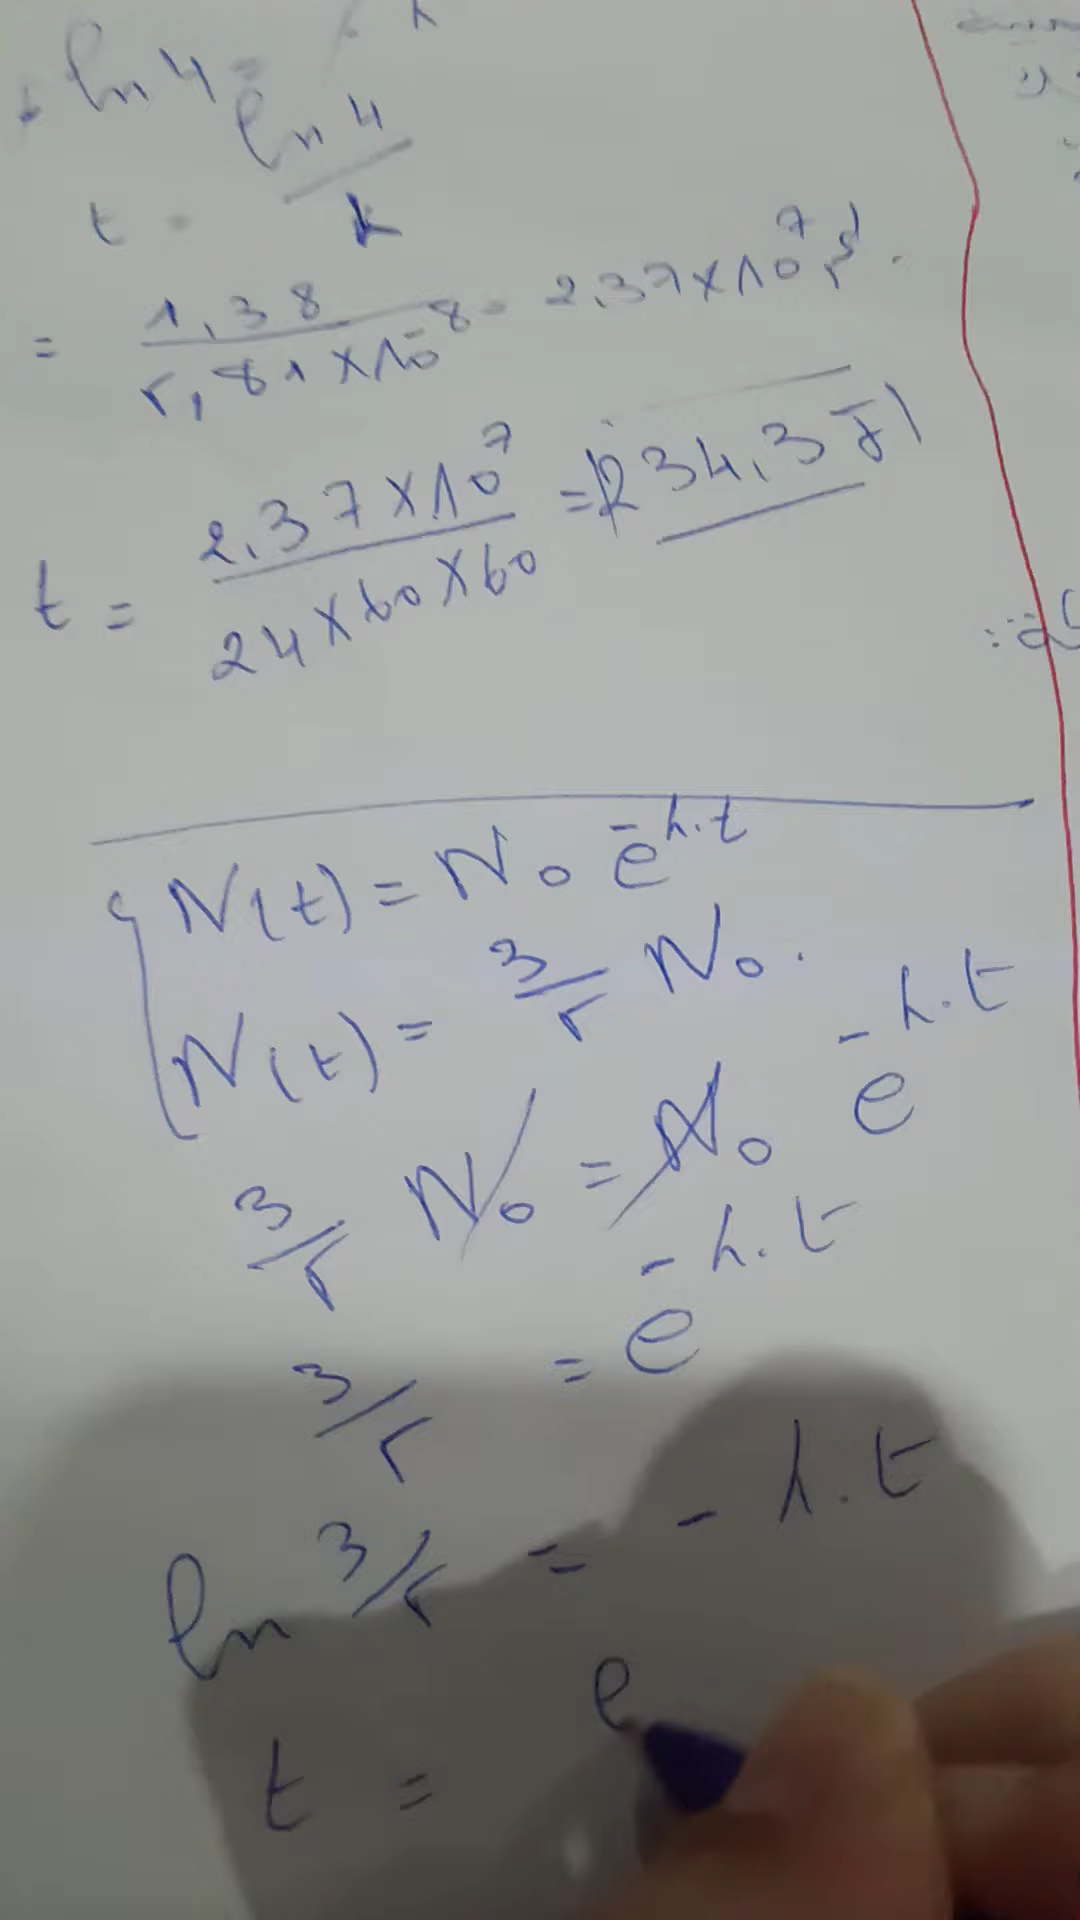 ln 4 =
t = ln 4 / λ
= 1,38 / 5,81 × 10⁻⁸ = 2,37 × 10⁷ s.
t = 2,37 × 10⁷ / 24 × 60 × 60 = 234,3 J
N(t) = N₀ e⁻λ.t
N(t) = 3/5 N₀.
3/5 N₀ = N₀ e⁻λ.t
3/5 = e⁻λ.t
ln 3/5 = - λ.t
t =